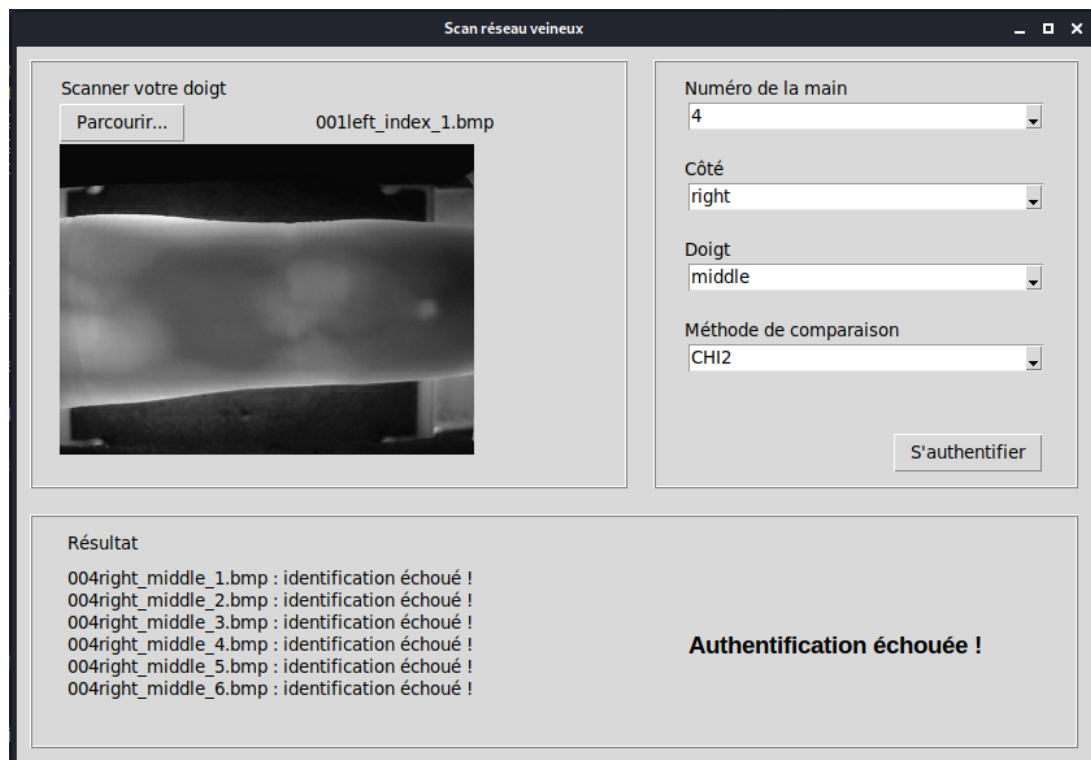 Scan réseau veineux
Scanner votre doigt
Parcourir...
001left_index_1.bmp
Numéro de la main
4
Côté
right
Doigt
middle
Méthode de comparaison
CHI2
S'authentifier
Résultat
004right_middle_1.bmp : identification échoué !
004right_middle_2.bmp : identification échoué !
004right_middle_3.bmp : identification échoué !
004right_middle_4.bmp : identification échoué !
004right_middle_5.bmp : identification échoué !
004right_middle_6.bmp : identification échoué !
Authentification échouée !